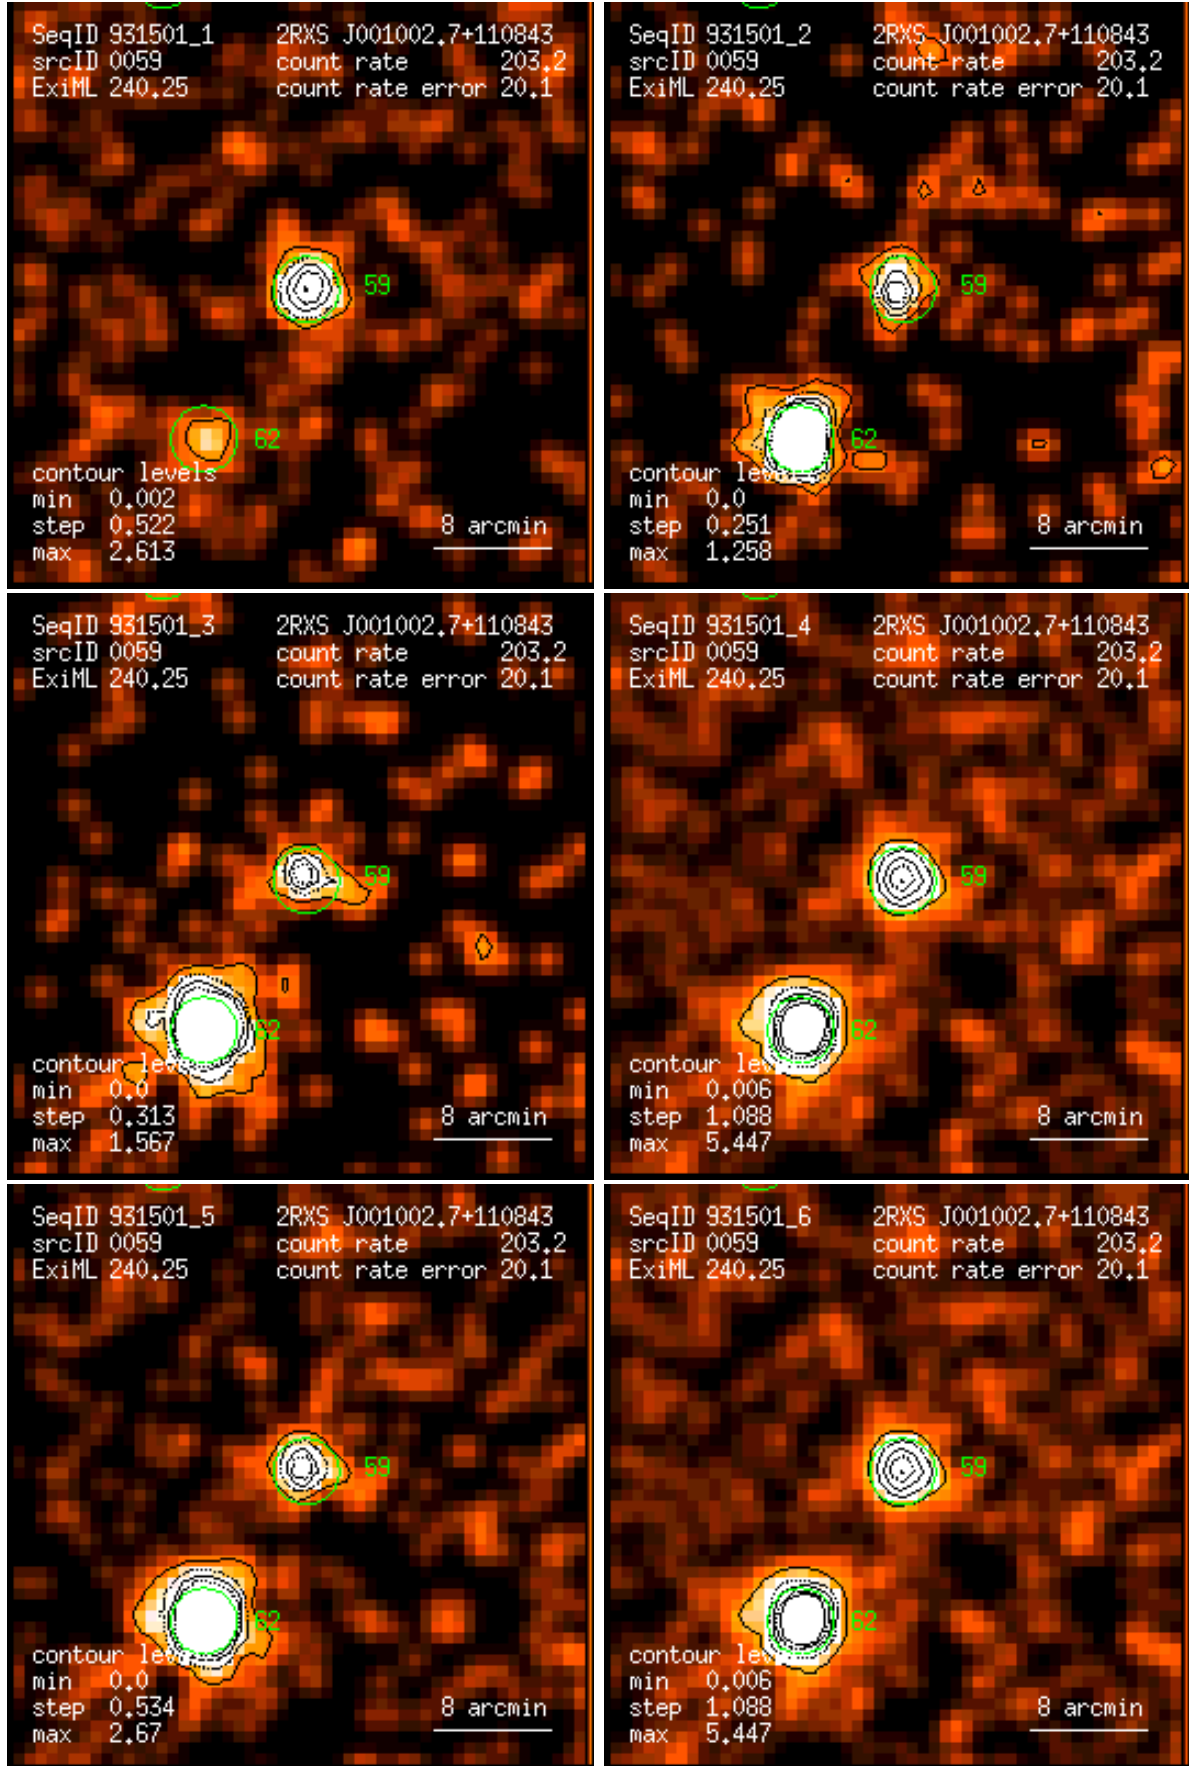 SeqID 931501_1 2RXS J001002.7+110843
srcID 0059 count rate 203.2
ExiML 240.25 count rate error 20.1
59
62
contour levels
min 0.002
step 0.522 8 arcmin
max 2.613
SeqID 931501_2 2RXS J001002.7+110843
srcID 0059 count rate 203.2
ExiML 240.25 count rate error 20.1
59
62
contour le
min 0.0
step 0.251 8 arcmin
max 1.258
SeqID 931501_3 2RXS J001002.7+110843
srcID 0059 count rate 203.2
ExiML 240.25 count rate error 20.1
59
62
contour le
min 0.0
step 0.313 8 arcmin
max 1.567
SeqID 931501_4 2RXS J001002.7+110843
srcID 0059 count rate 203.2
ExiML 240.25 count rate error 20.1
59
62
contour le
min 0.006
step 1.088 8 arcmin
max 5.447
SeqID 931501_5 2RXS J001002.7+110843
srcID 0059 count rate 203.2
ExiML 240.25 count rate error 20.1
59
62
contour le
min 0.0
step 0.534 8 arcmin
max 2.67
SeqID 931501_6 2RXS J001002.7+110843
srcID 0059 count rate 203.2
ExiML 240.25 count rate error 20.1
59
62
contour le
min 0.006
step 1.088 8 arcmin
max 5.447